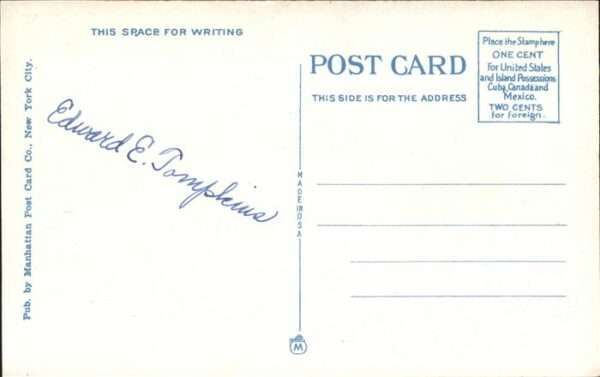 THIS SPACE FOR WRITING
Edward E. Tompkins
Pub. by Manhattan Post Card Co., New York City.
MADE IN USA
M
POST CARD
THIS SIDE IS FOR THE ADDRESS
Place the Stamp here
ONE CENT
for United States
and Island Possessions
Cuba, Canada and
Mexico.
TWO CENTS
for foreign.